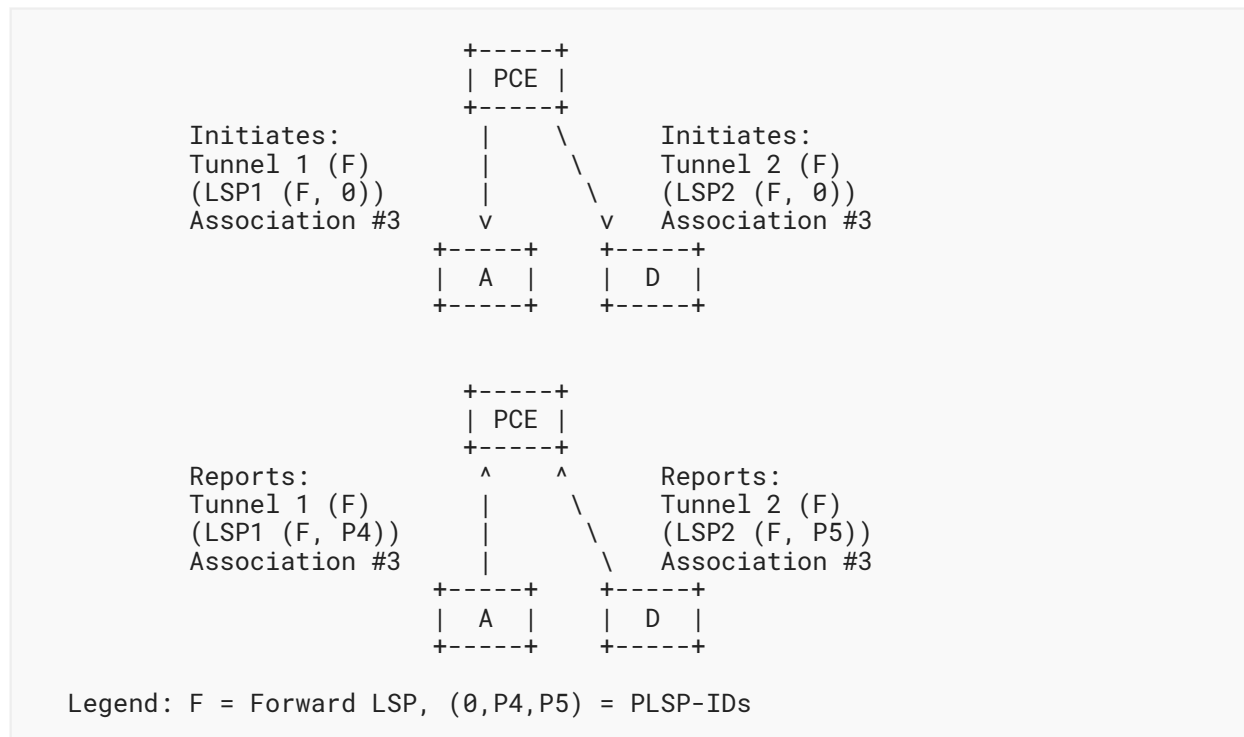 +-----+
                          | PCE |
                          +-----+
        Initiates:         |    \      Initiates:
        Tunnel 1 (F)       |     \     Tunnel 2 (F)
        (LSP1 (F, 0))      |      \    (LSP2 (F, 0))
        Association #3     v       v   Association #3
                        +-----+    +-----+
                        |  A  |    |  D  |
                        +-----+    +-----+
                          +-----+
                          | PCE |
                          +-----+
        Reports:           ^    ^      Reports:
        Tunnel 1 (F)       |     \     Tunnel 2 (F)
        (LSP1 (F, P4))     |      \    (LSP2 (F, P5))
        Association #3     |       \   Association #3
                        +-----+    +-----+
                        |  A  |    |  D  |
                        +-----+    +-----+
Legend: F = Forward LSP, (0,P4,P5) = PLSP-IDs